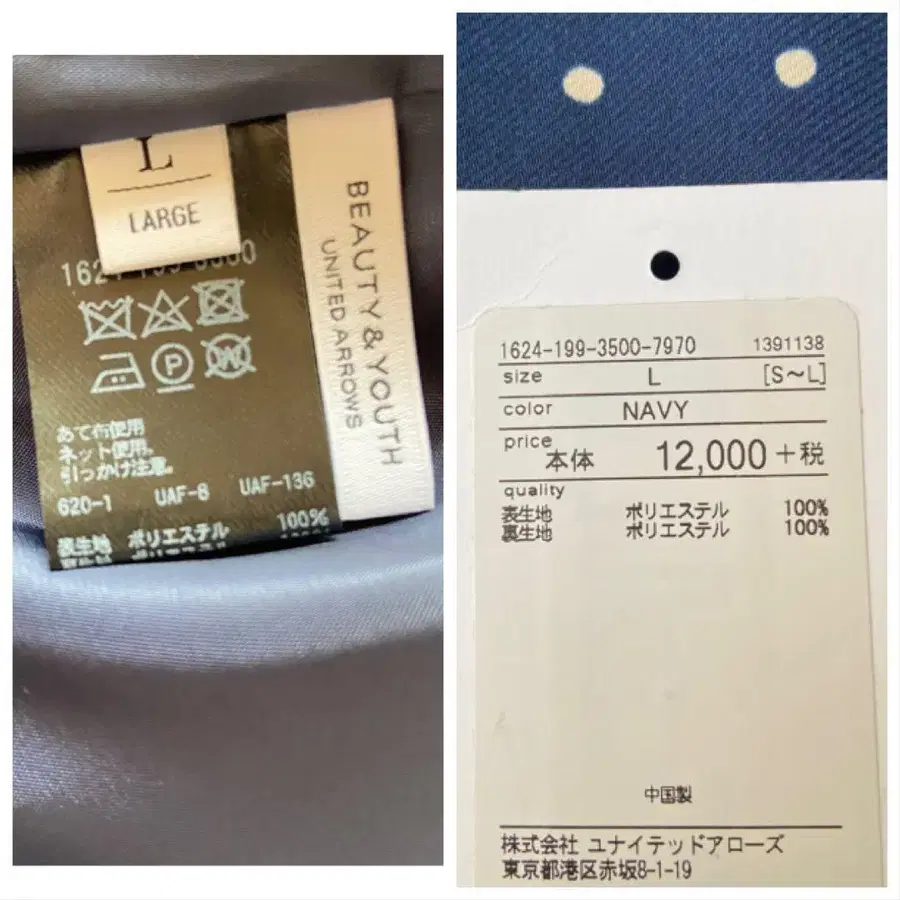 L
LARGE
1624-199-3500
あて布使用
ネット使用。
引っかけ注意。
620-1 UAF-8 UAF-136
表生地 ポリエステル 100%
BEAUTY & YOUTH
UNITED ARROWS
1624-199-3500-7970 1391138
size L [S〜L]
color NAVY
price 本体 12,000+税
quality
表生地 ポリエステル 100%
裏生地 ポリエステル 100%
中国製
株式会社 ユナイテッドアローズ
東京都港区赤坂8-1-19